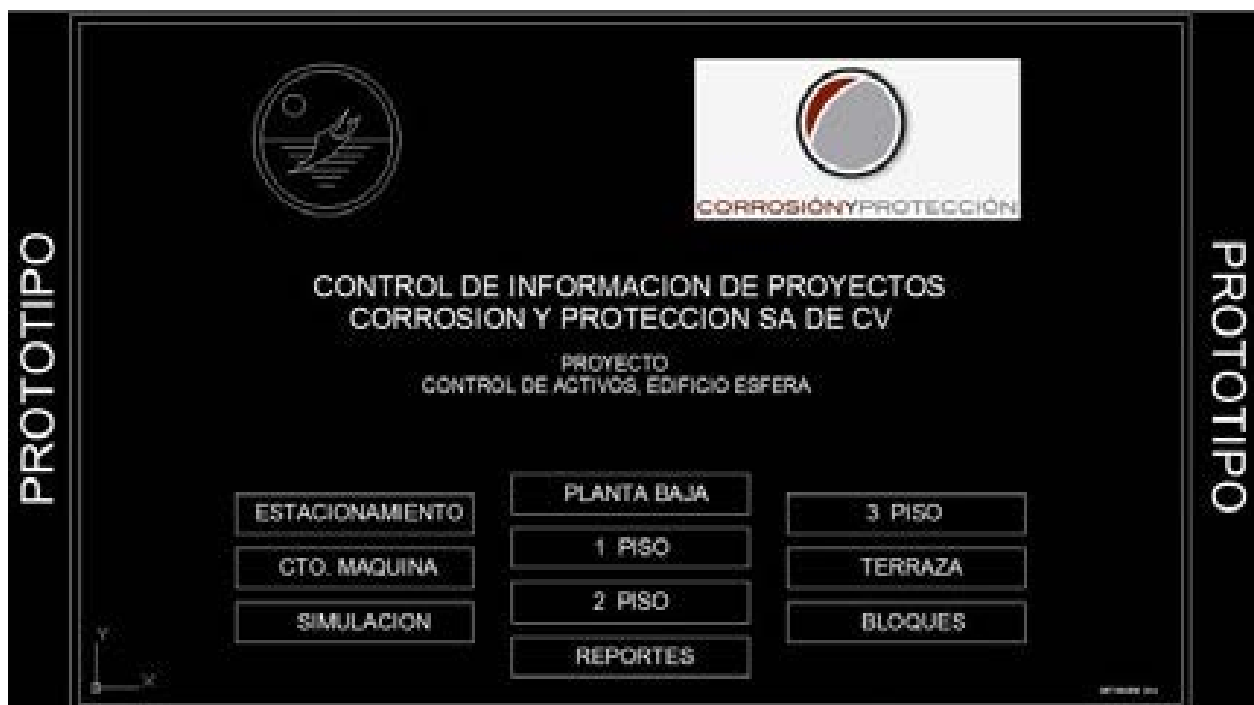 PROTOTIPO
CORROSIÓNYPROTECCIÓN
CONTROL DE INFORMACION DE PROYECTOS
CORROSION Y PROTECCION SA DE CV
PROYECTO
CONTROL DE ACTIVOS, EDIFICIO ESFERA
ESTACIONAMIENTO
CTO. MAQUINA
SIMULACION
PLANTA BAJA
1 PISO
2 PISO
REPORTES
3 PISO
TERRAZA
BLOQUES
Y
X
PROTOTIPO